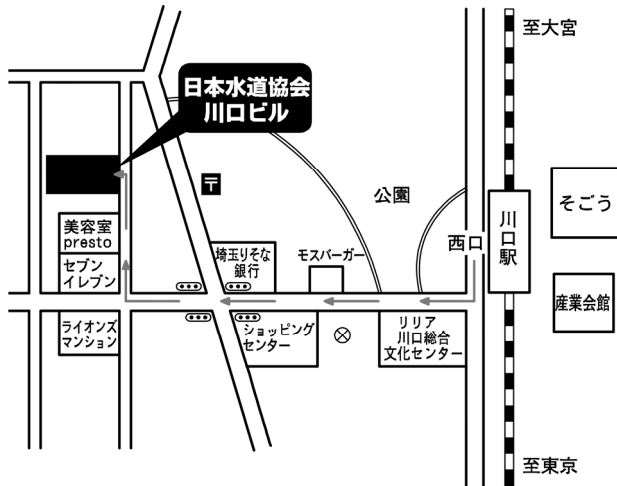 至大宮
日本水道協会
川口ビル
〒
公園
そごう
川口駅
西口
美容室
presto
セブン
イレブン
埼玉りそな
銀行
モスバーガー
産業会館
ライオンズ
マンション
ショッピング
センター
リリア
川口総合
文化センター
至東京